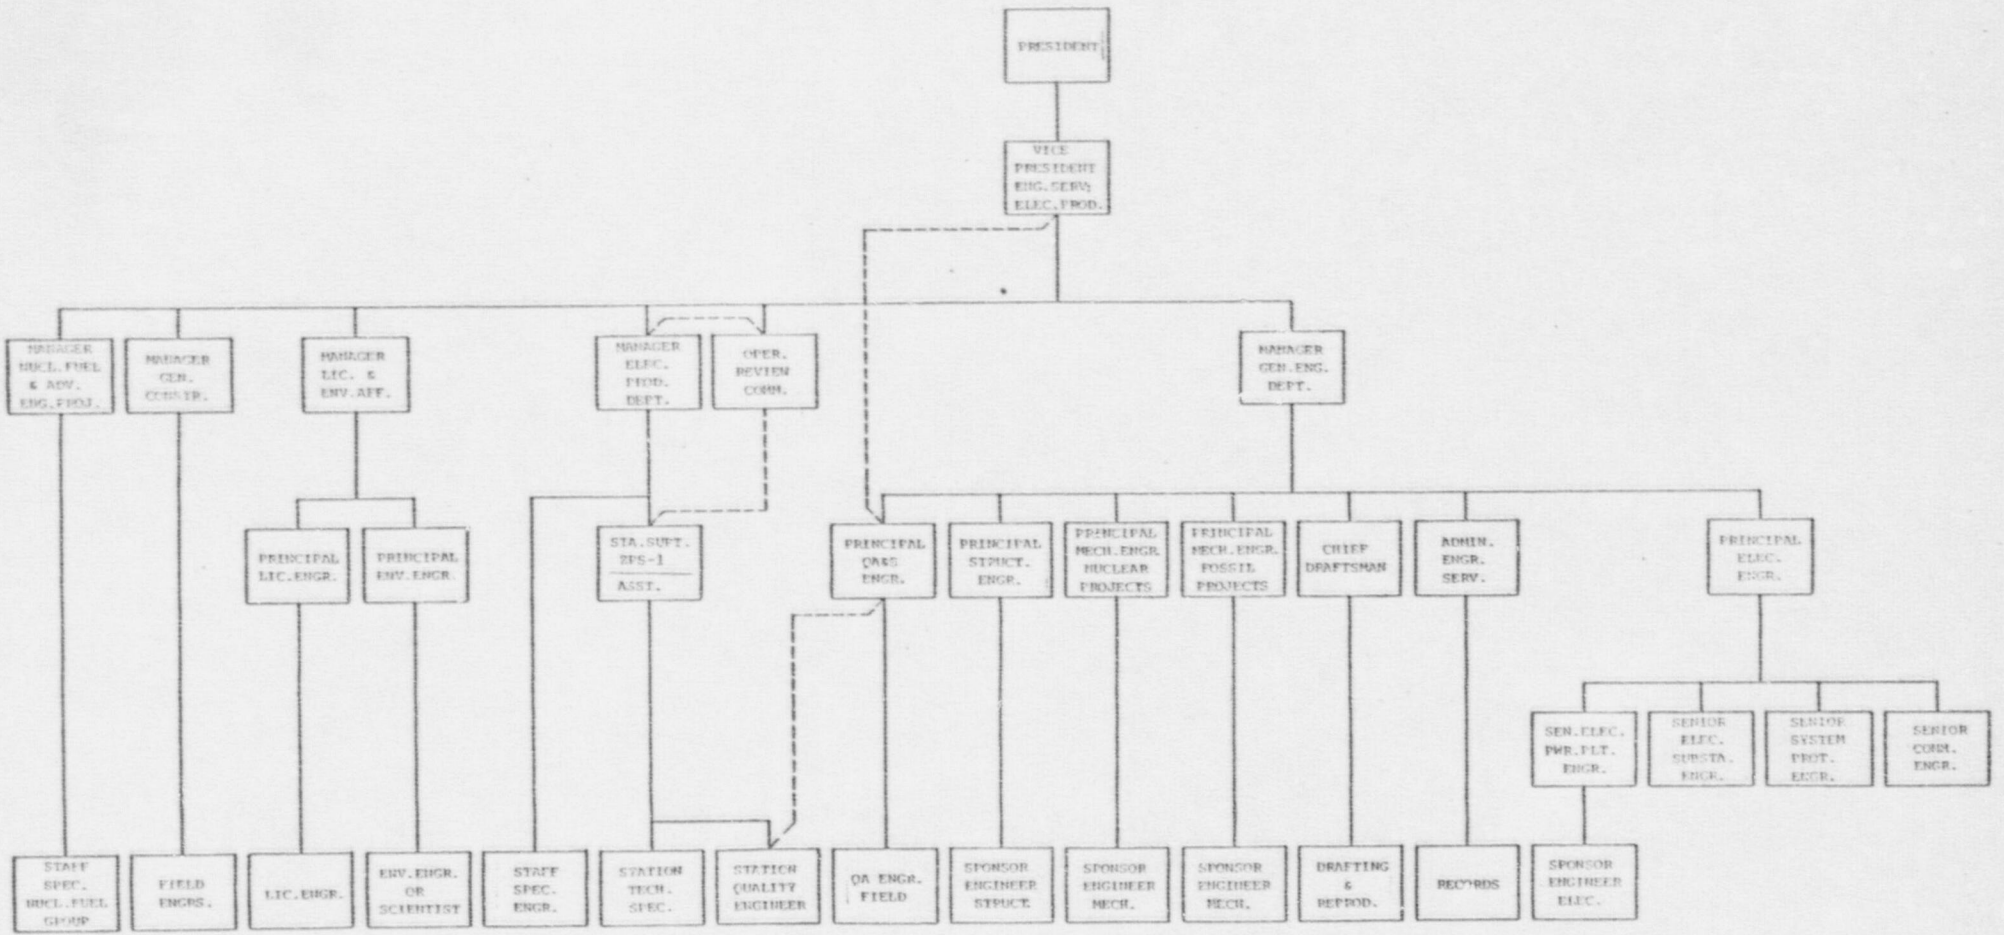 PRESIDENT
VICE
PRESIDENT
ENG.SERV;
ELEC.PROD.
MANAGER
NUCL.FUEL
& ADV.
ENG.PROJ.
MANAGER
GEN.
CONSTR.
MANAGER
LIC. &
ENV.AFF.
MANAGER
ELEC.
PROD.
DEPT.
OPER.
REVIEW
COMM.
MANAGER
GEN.ENG.
DEPT.
PRINCIPAL
LIC.ENGR.
PRINCIPAL
ENV.ENGR.
STA.SUPT.
ZPS-1
ASST.
PRINCIPAL
QA&S
ENGR.
PRINCIPAL
STRUCT.
ENGR.
PRINCIPAL
MECH.ENGR.
NUCLEAR
PROJECTS
PRINCIPAL
MECH.ENGR.
FOSSIL
PROJECTS
CHIEF
DRAFTSMAN
ADMIN.
ENGR.
SERV.
PRINCIPAL
ELEC.
ENGR.
SEN.ELEC.
PWR.PLT.
ENGR.
SENIOR
ELEC.
SUBSTA.
ENGR.
SENIOR
SYSTEM
PROT.
ENGR.
SENIOR
COMM.
ENGR.
STAFF
SPEC.
NUCL.FUEL
GROUP
FIELD
ENGRS.
LIC.ENGR.
ENV.ENGR.
OR
SCIENTIST
STAFF
SPEC.
ENGR.
STATION
TECH.
SPEC.
STATION
QUALITY
ENGINEER
QA ENGR.
FIELD
SPONSOR
ENGINEER
STRUCT.
SPONSOR
ENGINEER
MECH.
SPONSOR
ENGINEER
MECH.
DRAFTING
&
REPROD.
RECORDS
SPONSOR
ENGINEER
ELEC.